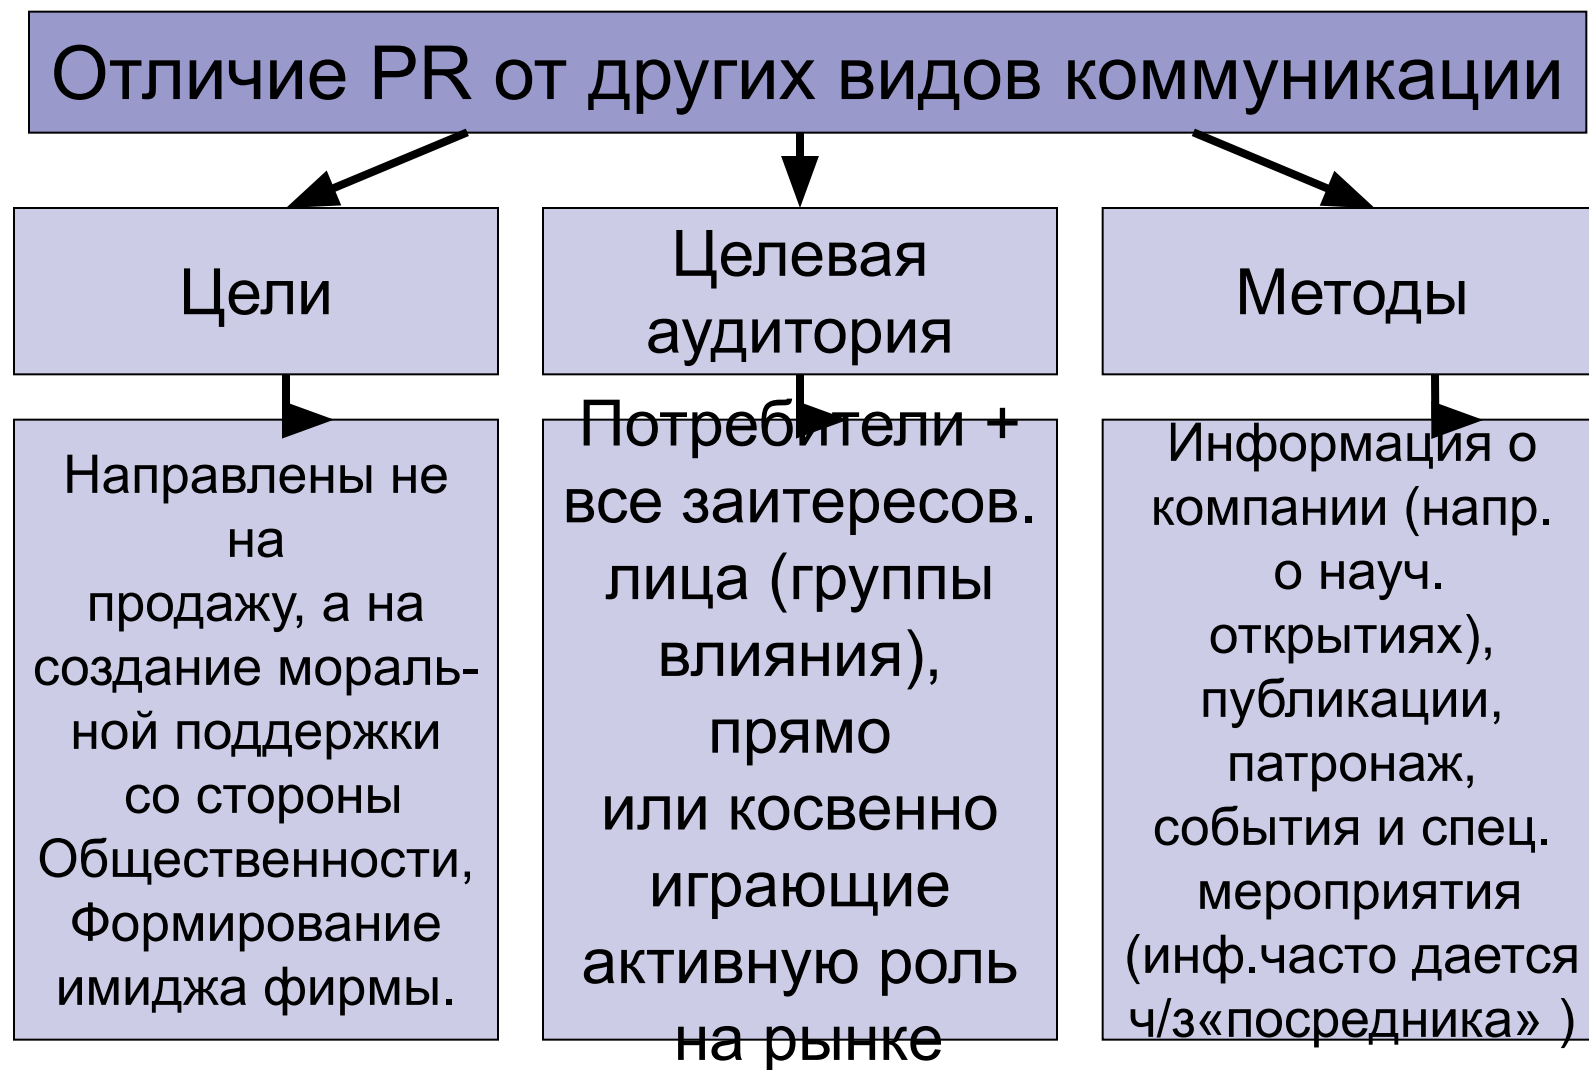 Отличие PR от других видов коммуникации
Цели
Целевая
аудитория
Методы
Направлены не
на
продажу, а на
создание мораль-
ной поддержки
со стороны
Общественности,
Формирование
имиджа фирмы.
Потребители +
все заитересов.
лица (группы
влияния),
прямо
или косвенно
играющие
активную роль
на рынке
Информация о
компании (напр.
о науч.
открытиях),
публикации,
патронаж,
события и спец.
мероприятия
(инф.часто дается
ч/з«посредника» )